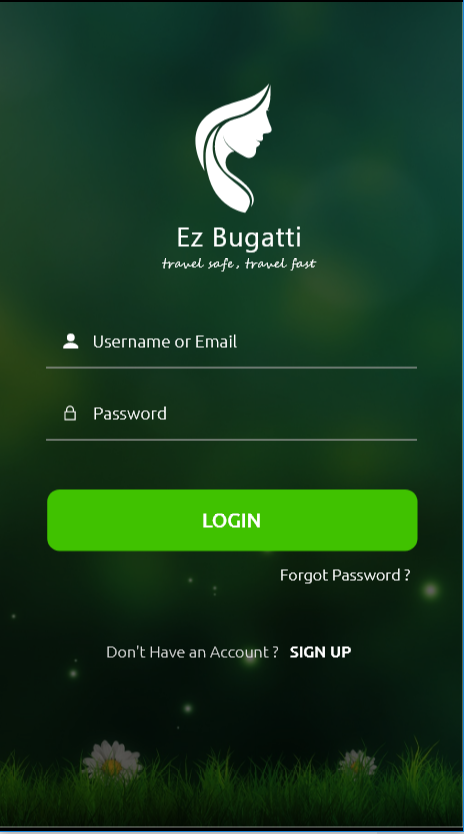 Ez Bugatti
travel safe, travel fast
Username or Email
Password
LOGIN
Forgot Password ?
Don't Have an Account ? SIGN UP